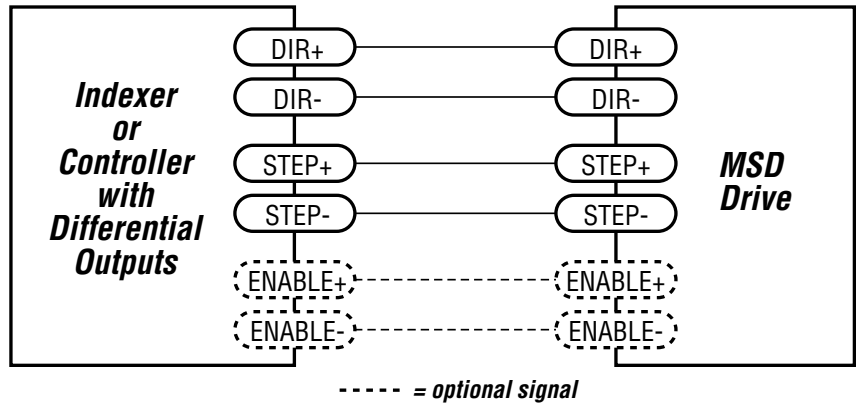 Indexer
or
Controller
with
Differential
Outputs
DIR+
DIR-
STEP+
STEP-
ENABLE+
ENABLE-
DIR+
DIR-
STEP+
STEP-
ENABLE+
ENABLE-
MSD
Drive
----- = optional signal